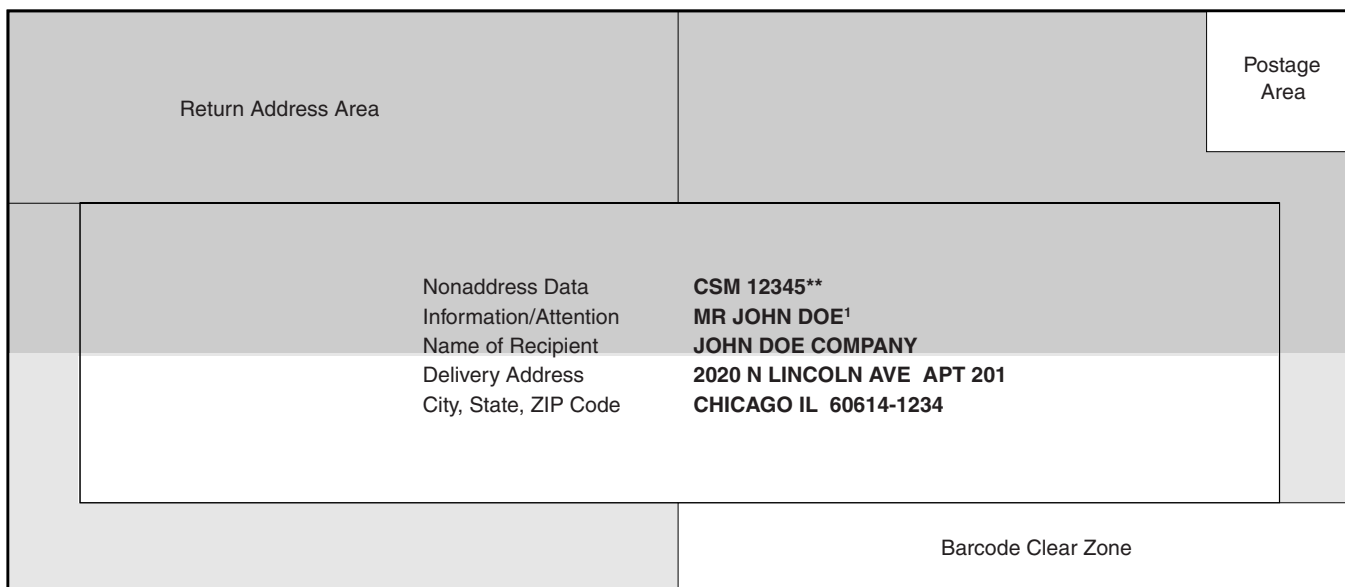 Return Address Area
Postage
Area
Nonaddress Data CSM 12345**
Information/Attention MR JOHN DOE¹
Name of Recipient JOHN DOE COMPANY
Delivery Address 2020 N LINCOLN AVE  APT 201
City, State, ZIP Code CHICAGO IL  60614-1234
Barcode Clear Zone